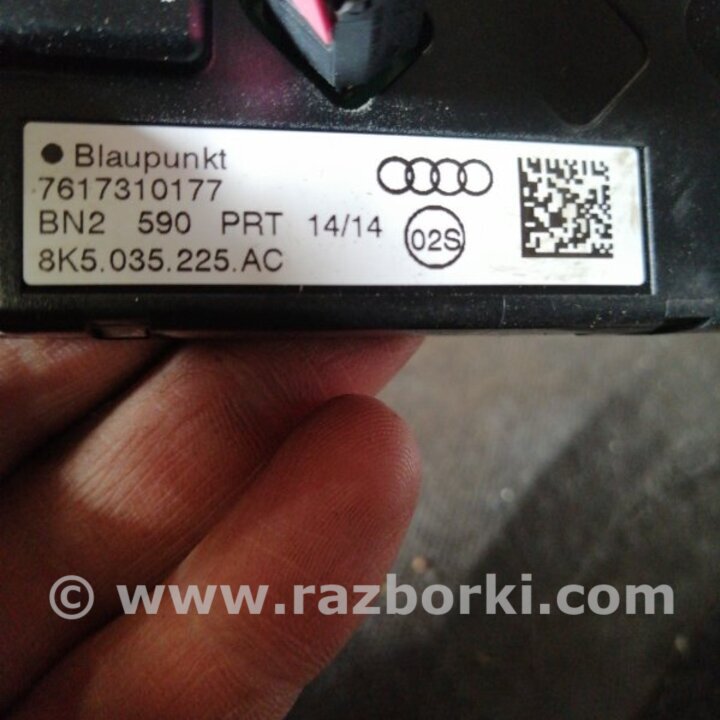 Blaupunkt
7617310177
BN2 590 PRT 14/14
02S
8K5.035.225.AC
© www.razborki.com